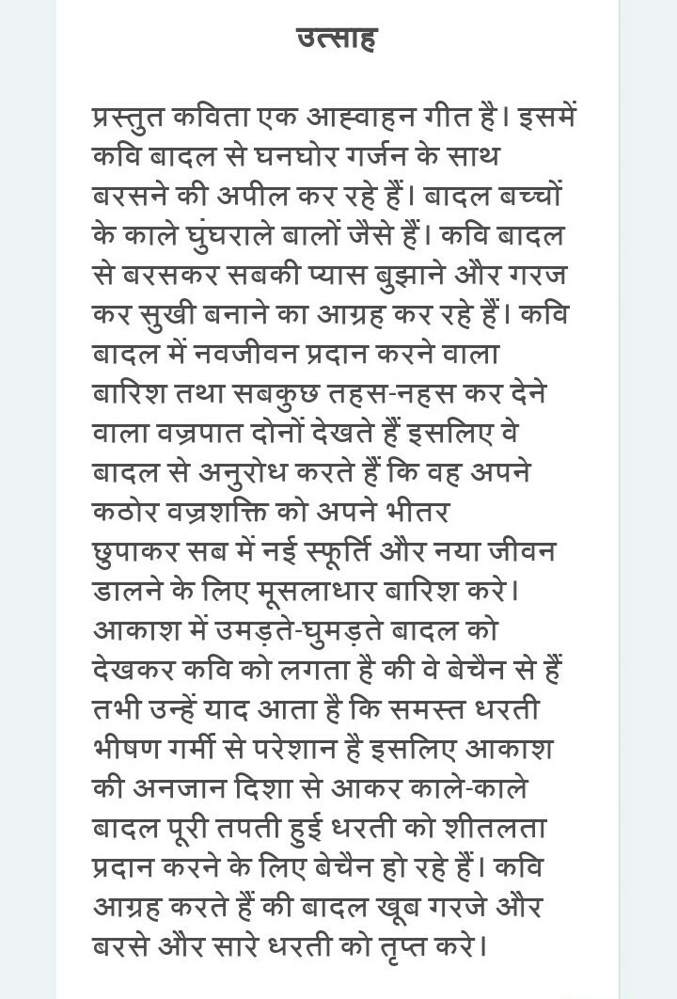 उत्साह
प्रस्तुत कविता एक आह्वाहन गीत है। इसमें
कवि बादल से घनघोर गर्जन के साथ
बरसने की अपील कर रहे हैं। बादल बच्चों
के काले घुंघराले बालों जैसे हैं। कवि बादल
से बरसकर सबकी प्यास बुझाने और गरज
कर सुखी बनाने का आग्रह कर रहे हैं। कवि
बादल में नवजीवन प्रदान करने वाला
बारिश तथा सबकुछ तहस-नहस कर देने
वाला वज्रपात दोनों देखते हैं इसलिए वे
बादल से अनुरोध करते हैं कि वह अपने
कठोर वज्रशक्ति को अपने भीतर
छुपाकर सब में नई स्फूर्ति और नया जीवन
डालने के लिए मूसलाधार बारिश करे।
आकाश में उमड़ते-घुमड़ते बादल को
देखकर कवि को लगता है की वे बेचैन से हैं
तभी उन्हें याद आता है कि समस्त धरती
भीषण गर्मी से परेशान है इसलिए आकाश
की अनजान दिशा से आकर काले-काले
बादल पूरी तपती हुई धरती को शीतलता
प्रदान करने के लिए बेचैन हो रहे हैं। कवि
आग्रह करते हैं की बादल खूब गरजे और
बरसे और सारे धरती को तृप्त करे।